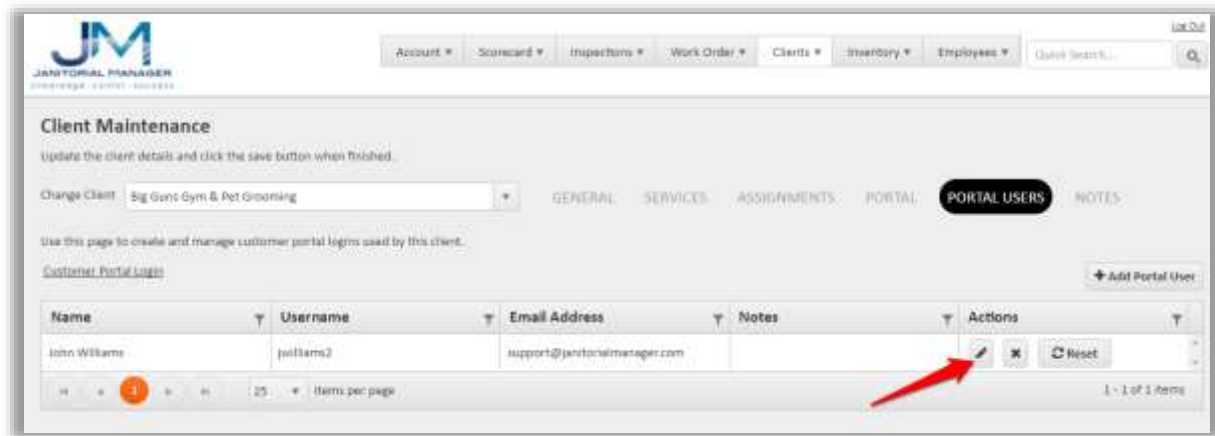 Log Out
JM
JANITORIAL MANAGER
Account Scorecard Inspections Work Order Clients Inventory Employees Quick Search...
Client Maintenance
Update the client details and click the save button when finished.
Change Client Big Guns Gym & Pet Grooming GENERAL SERVICES ASSIGNMENTS PORTAL PORTAL USERS NOTES
Use this page to create and manage customer portal logins used by this client.
Customer Portal Login
+ Add Portal User
Name Username Email Address Notes Actions
John Williams jwilliams2 support@janitorialmanager.com Reset
1 25 items per page 1 - 1 of 1 items